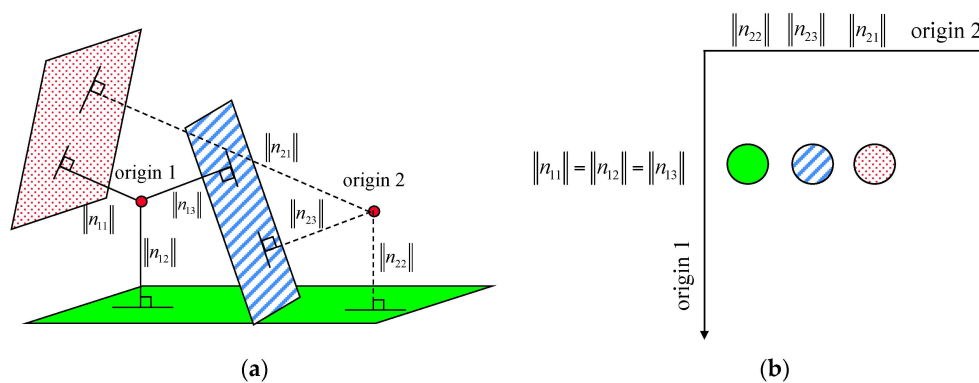 ‖n₂₂‖ ‖n₂₃‖ ‖n₂₁‖ origin 2
‖n₂₁‖
origin 1
origin 2
‖n₁₁‖
‖n₁₃‖
‖n₂₃‖
‖n₁₂‖
‖n₂₂‖
‖n₁₁‖ = ‖n₁₂‖ = ‖n₁₃‖
origin 1
(a)
(b)